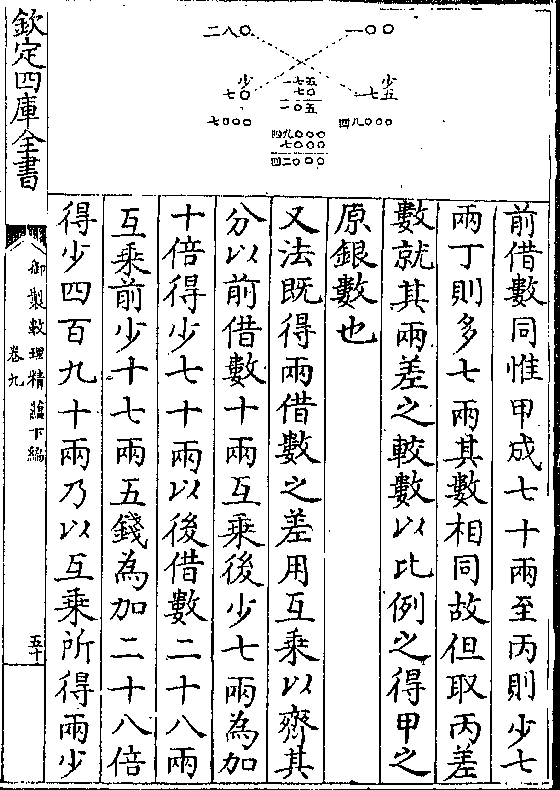 前借數同惟甲成七十兩至丙則少七
兩丁則多七兩其數相同故但取丙差
數就其兩差之較數以比例之得甲之
原銀數也
又法既得兩借數之差用互乘以齊其
分以前借數十兩互乘後少七兩為加
十倍得少七十兩以後借數二十八兩
互乘前少十七兩五錢為加二十八倍
得少四百九十兩乃以互乘所得兩少
一〇〇
二八〇
少
一七五
少
七〇
一七五
七〇
一〇五
四九〇〇〇
七〇〇〇
四九〇〇〇
七〇〇〇
四二〇〇〇
欽定四庫全書
御製數理精蘊下編
卷九
五十